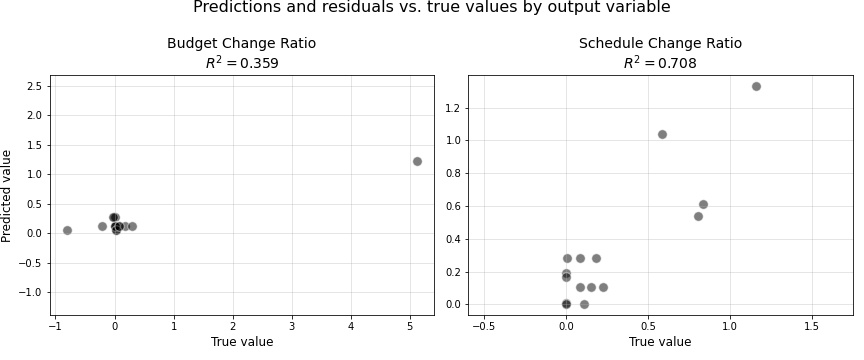 Predictions and residuals vs. true values by output variable
Budget Change Ratio
R² = 0.359
2.5
2.0
1.5
1.0
0.5
0.0
−0.5
−1.0
Predicted value
−1 0 1 2 3 4 5
True value
Schedule Change Ratio
R² = 0.708
1.2
1.0
0.8
0.6
0.4
0.2
0.0
−0.5 0.0 0.5 1.0 1.5
True value